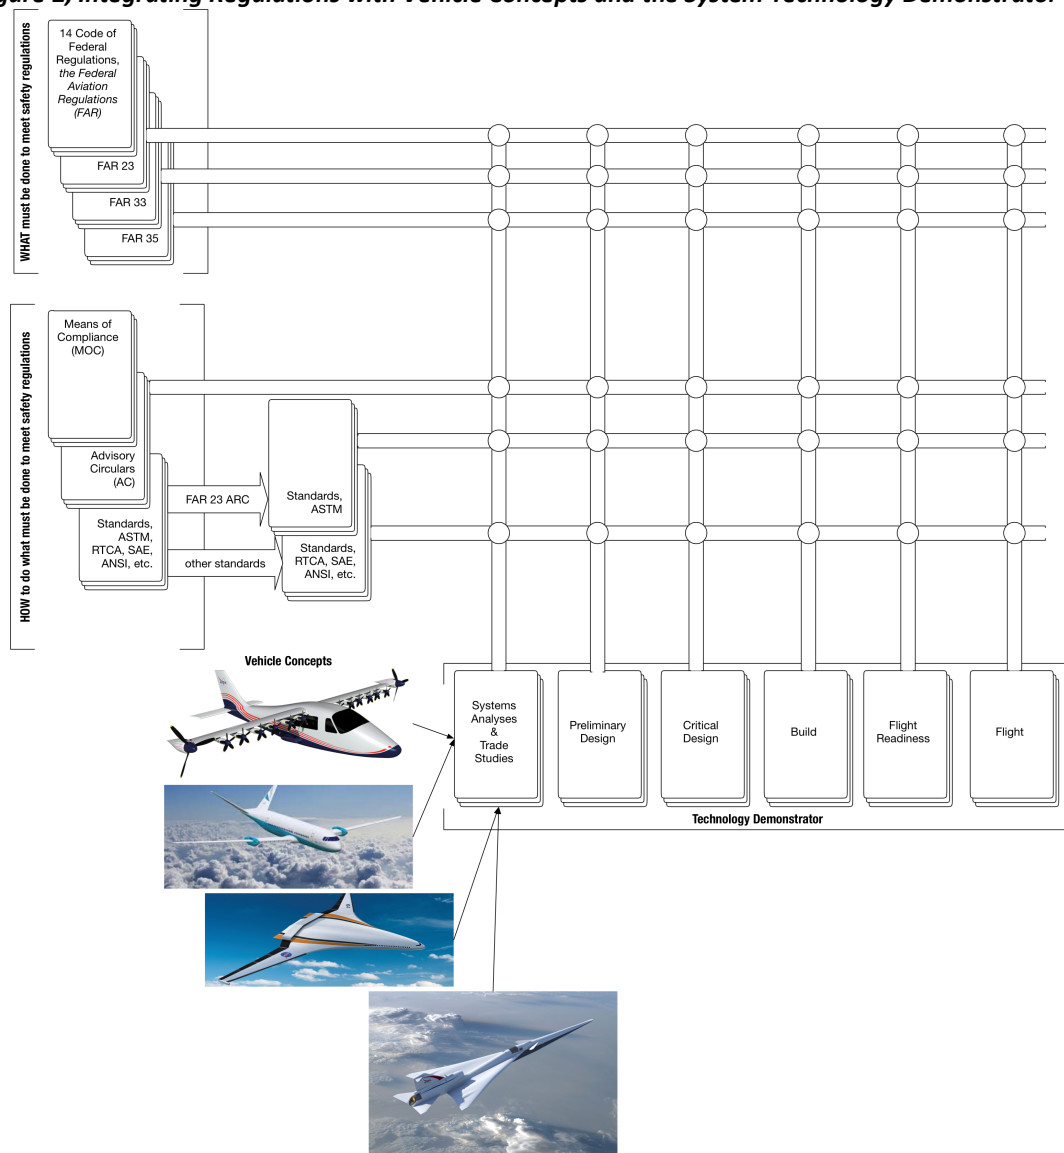 Figure 2, Integrating Regulations with Vehicle Concepts and the System Technology Demonstrator
WHAT must be done to meet safety regulations
14 Code of
Federal
Regulations,
the Federal
Aviation
Regulations
(FAR)
FAR 23
FAR 33
FAR 35
HOW to do what must be done to meet safety regulations
Means of
Compliance
(MOC)
Advisory
Circulars
(AC)
Standards,
ASTM,
RTCA, SAE,
ANSI, etc.
FAR 23 ARC
other standards
Standards,
ASTM
Standards,
RTCA, SAE,
ANSI, etc.
Vehicle Concepts
Systems
Analyses
&
Trade
Studies
Preliminary
Design
Critical
Design
Build
Flight
Readiness
Flight
Technology Demonstrator